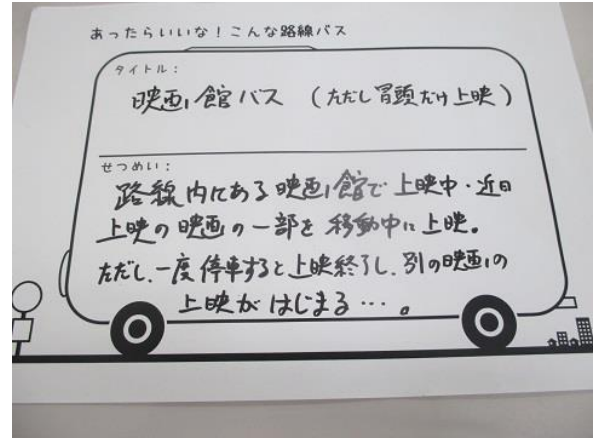 あったらいいな！こんな路線バス
タイトル：
映画館バス （ただし冒頭だけ上映）
せつめい：
路線内にある映画館で上映中・近日
上映の映画の一部を移動中に上映。
ただし、一度停車すると上映終了し、別の映画の
上映がはじまる…。